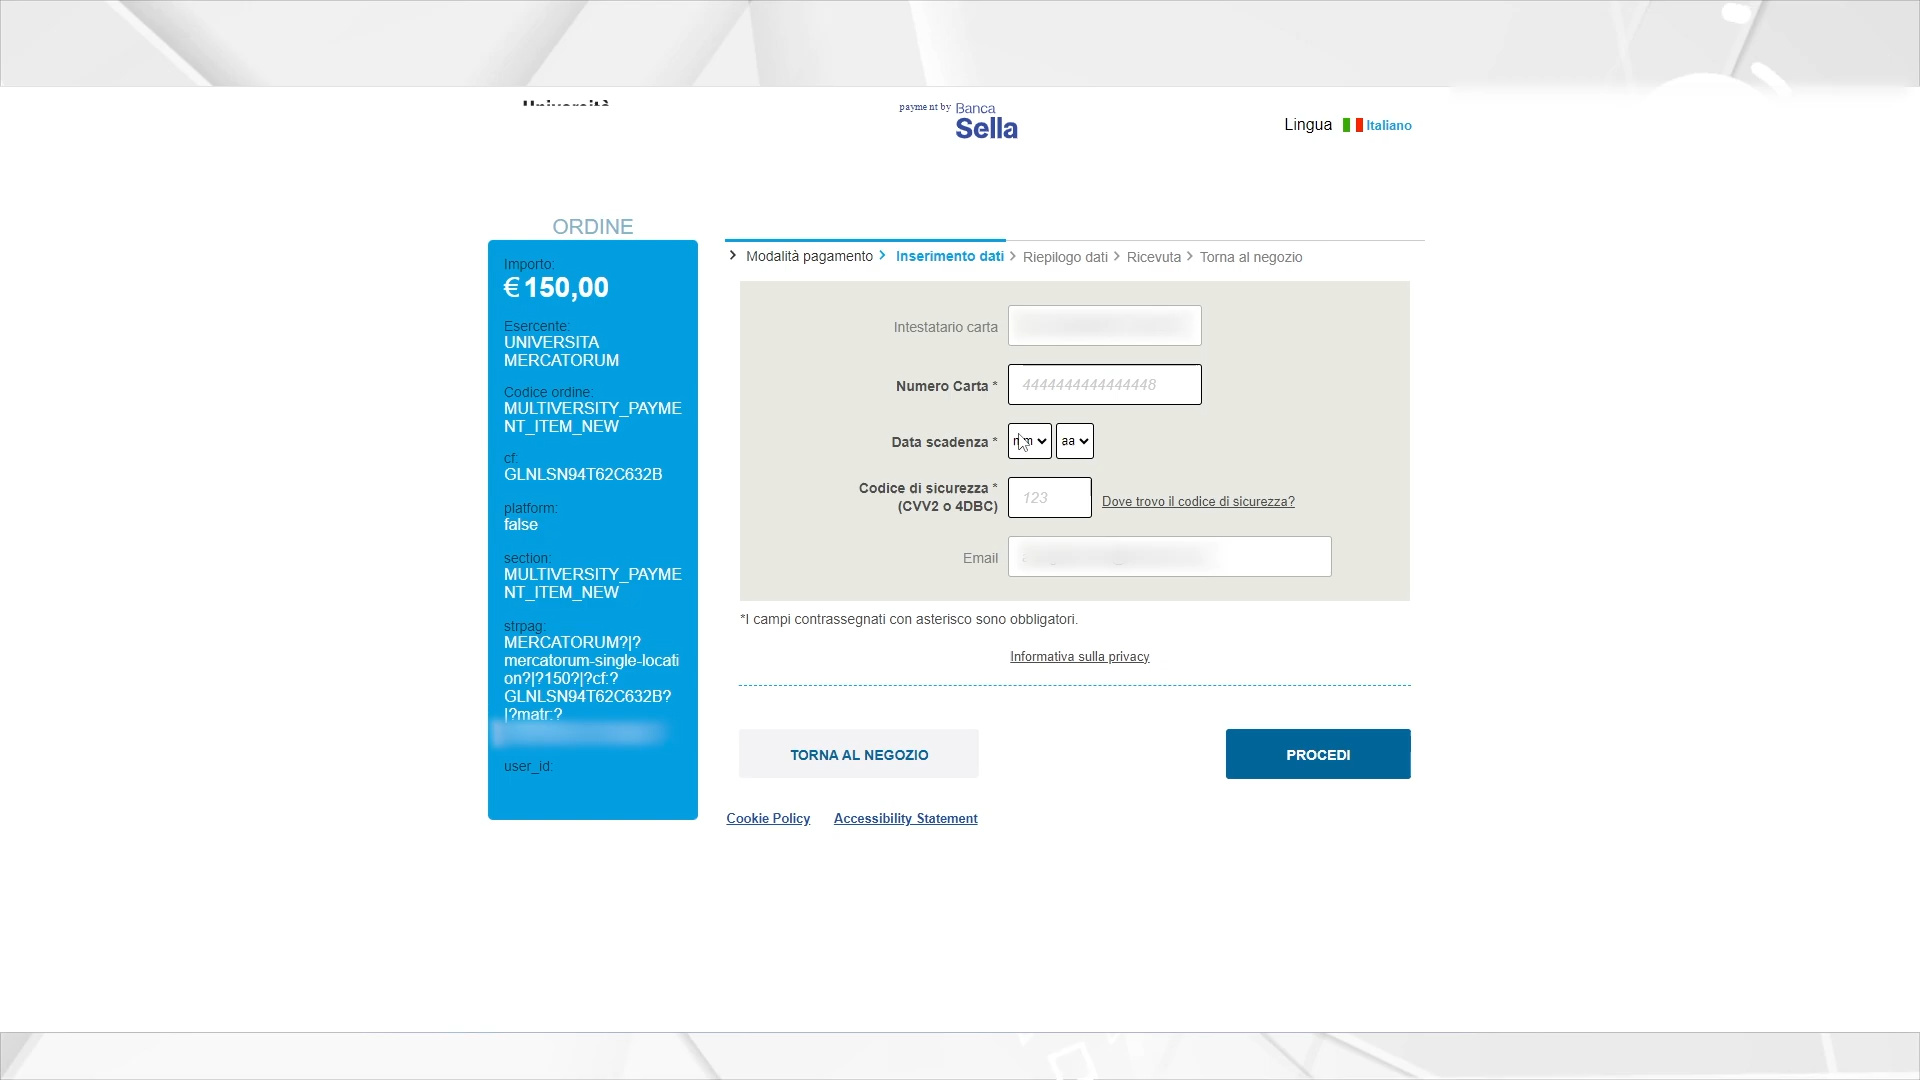 Università
payment by Banca
Sella
Lingua Italiano
ORDINE
Importo:
€ 150,00
Esercente:
UNIVERSITA
MERCATORUM
Codice ordine:
MULTIVERSITY_PAYME
NT_ITEM_NEW
cf:
GLNLSN94T62C632B
platform:
false
section:
MULTIVERSITY_PAYME
NT_ITEM_NEW
strpag:
MERCATORUM?|?
mercatorum-single-locati
on?|?150?|?cf:?
GLNLSN94T62C632B?
|?matr:?
user_id:
Modalità pagamento Inserimento dati Riepilogo dati Ricevuta Torna al negozio
Intestatario carta
Numero Carta * 4444444444444448
Data scadenza * mm aa
Codice di sicurezza *
(CVV2 o 4DBC) 123 Dove trovo il codice di sicurezza?
Email
*I campi contrassegnati con asterisco sono obbligatori.
Informativa sulla privacy
TORNA AL NEGOZIO PROCEDI
Cookie Policy Accessibility Statement